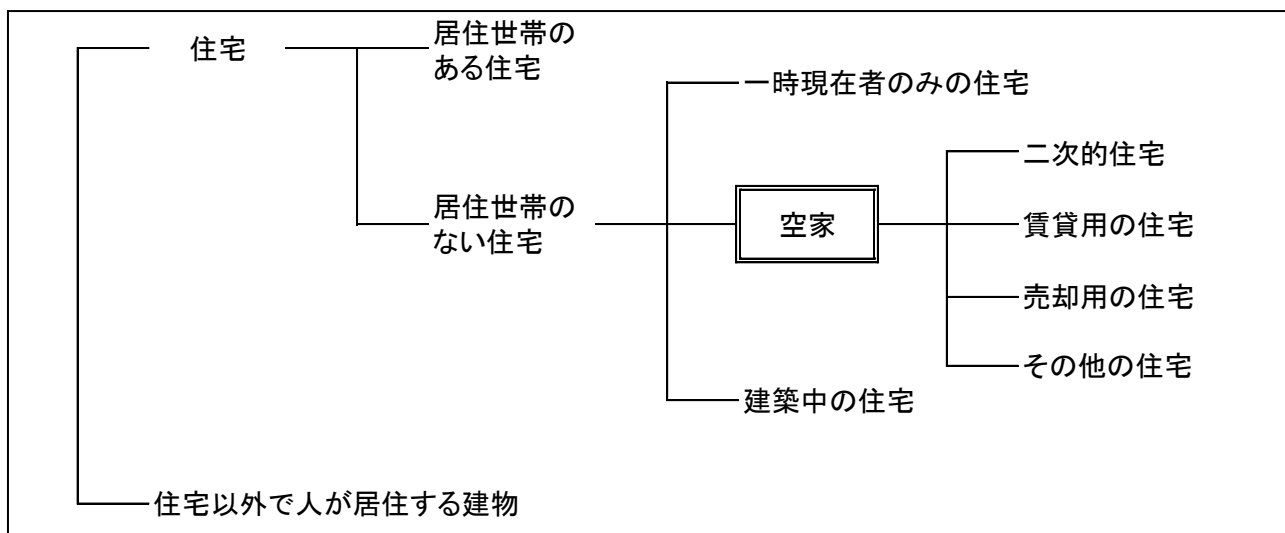 住宅
居住世帯の
ある住宅
一時現在者のみの住宅
二次的住宅
居住世帯の
ない住宅
空家
賃貸用の住宅
売却用の住宅
その他の住宅
建築中の住宅
住宅以外で人が居住する建物